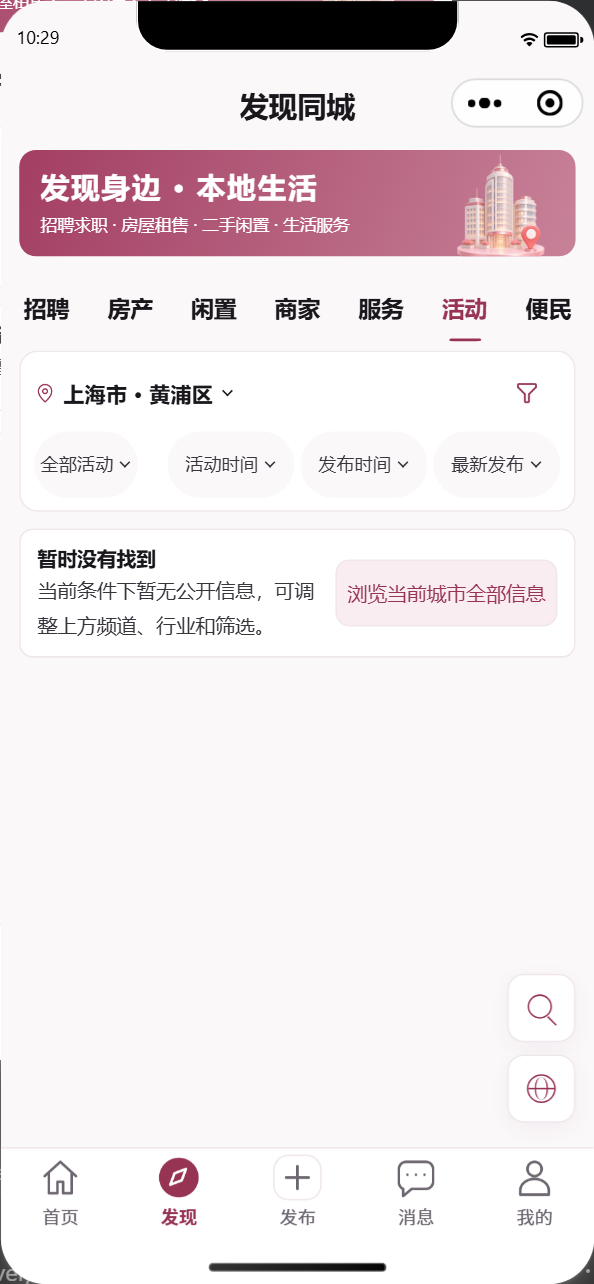 10:29
发现同城
发现身边·本地生活
招聘求职·房屋租售·二手闲置·生活服务
招聘 房产 闲置 商家 服务 活动 便民
上海市·黄浦区
全部活动 活动时间 发布时间 最新发布
暂时没有找到
当前条件下暂无公开信息，可调
整上方频道、行业和筛选。
浏览当前城市全部信息
首页 发现 发布 消息 我的